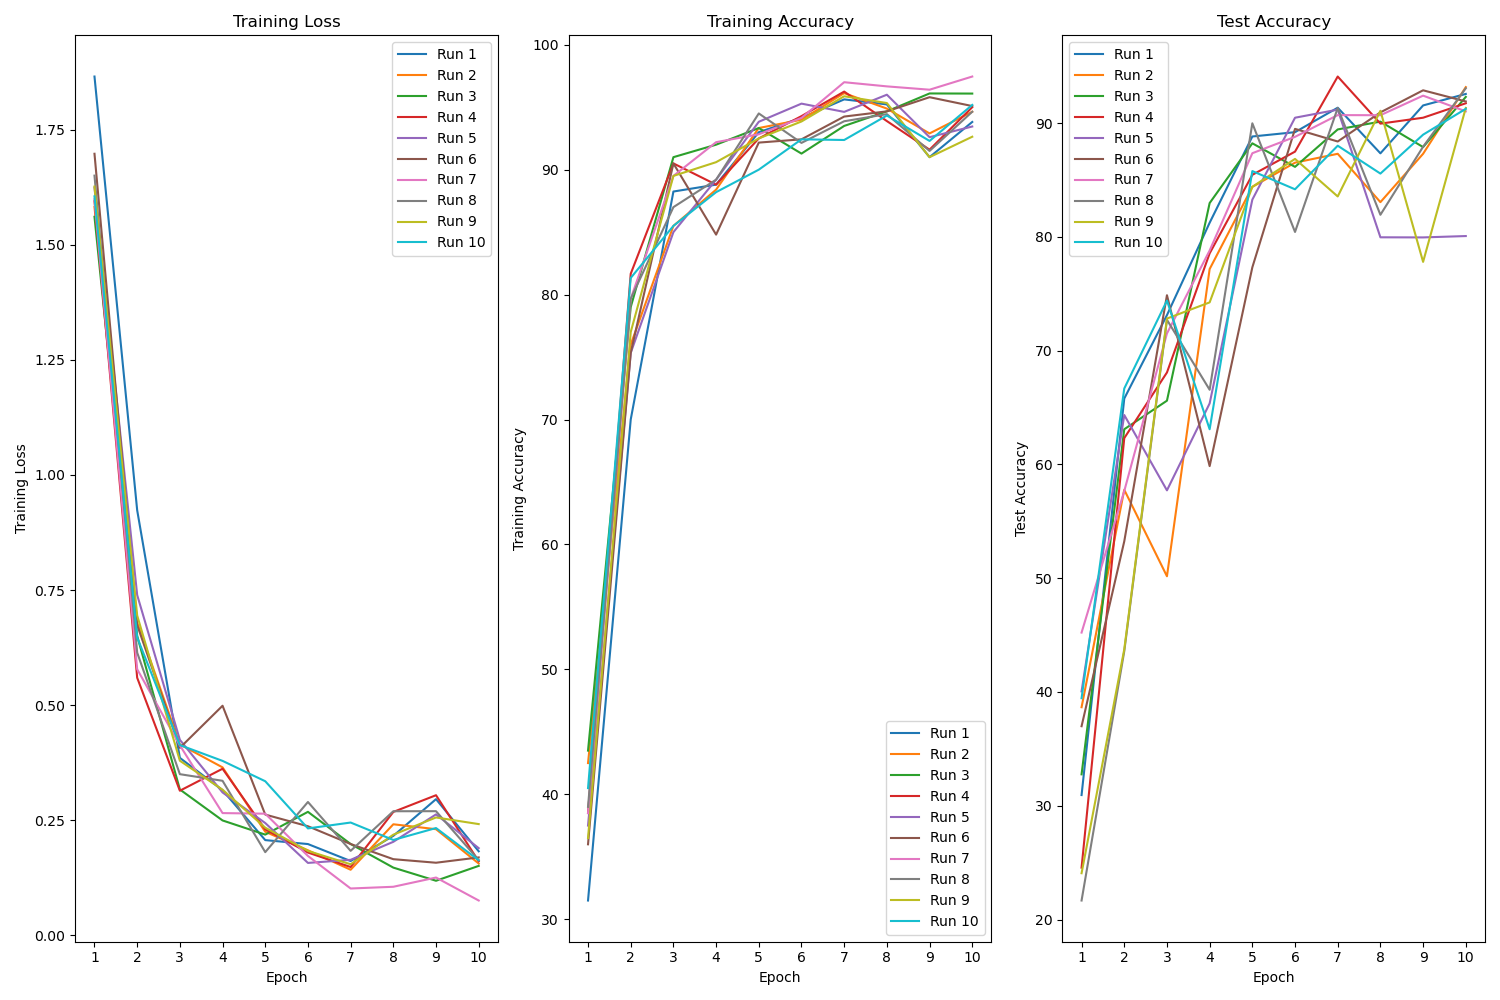 Training Loss
Training Loss
1.75
1.50
1.25
1.00
0.75
0.50
0.25
0.00
Run 1
Run 2
Run 3
Run 4
Run 5
Run 6
Run 7
Run 8
Run 9
Run 10
1 2 3 4 5 6 7 8 9 10
Epoch
Training Accuracy
Training Accuracy
100
90
80
70
60
50
40
30
Run 1
Run 2
Run 3
Run 4
Run 5
Run 6
Run 7
Run 8
Run 9
Run 10
1 2 3 4 5 6 7 8 9 10
Epoch
Test Accuracy
Test Accuracy
90
80
70
60
50
40
30
20
Run 1
Run 2
Run 3
Run 4
Run 5
Run 6
Run 7
Run 8
Run 9
Run 10
1 2 3 4 5 6 7 8 9 10
Epoch